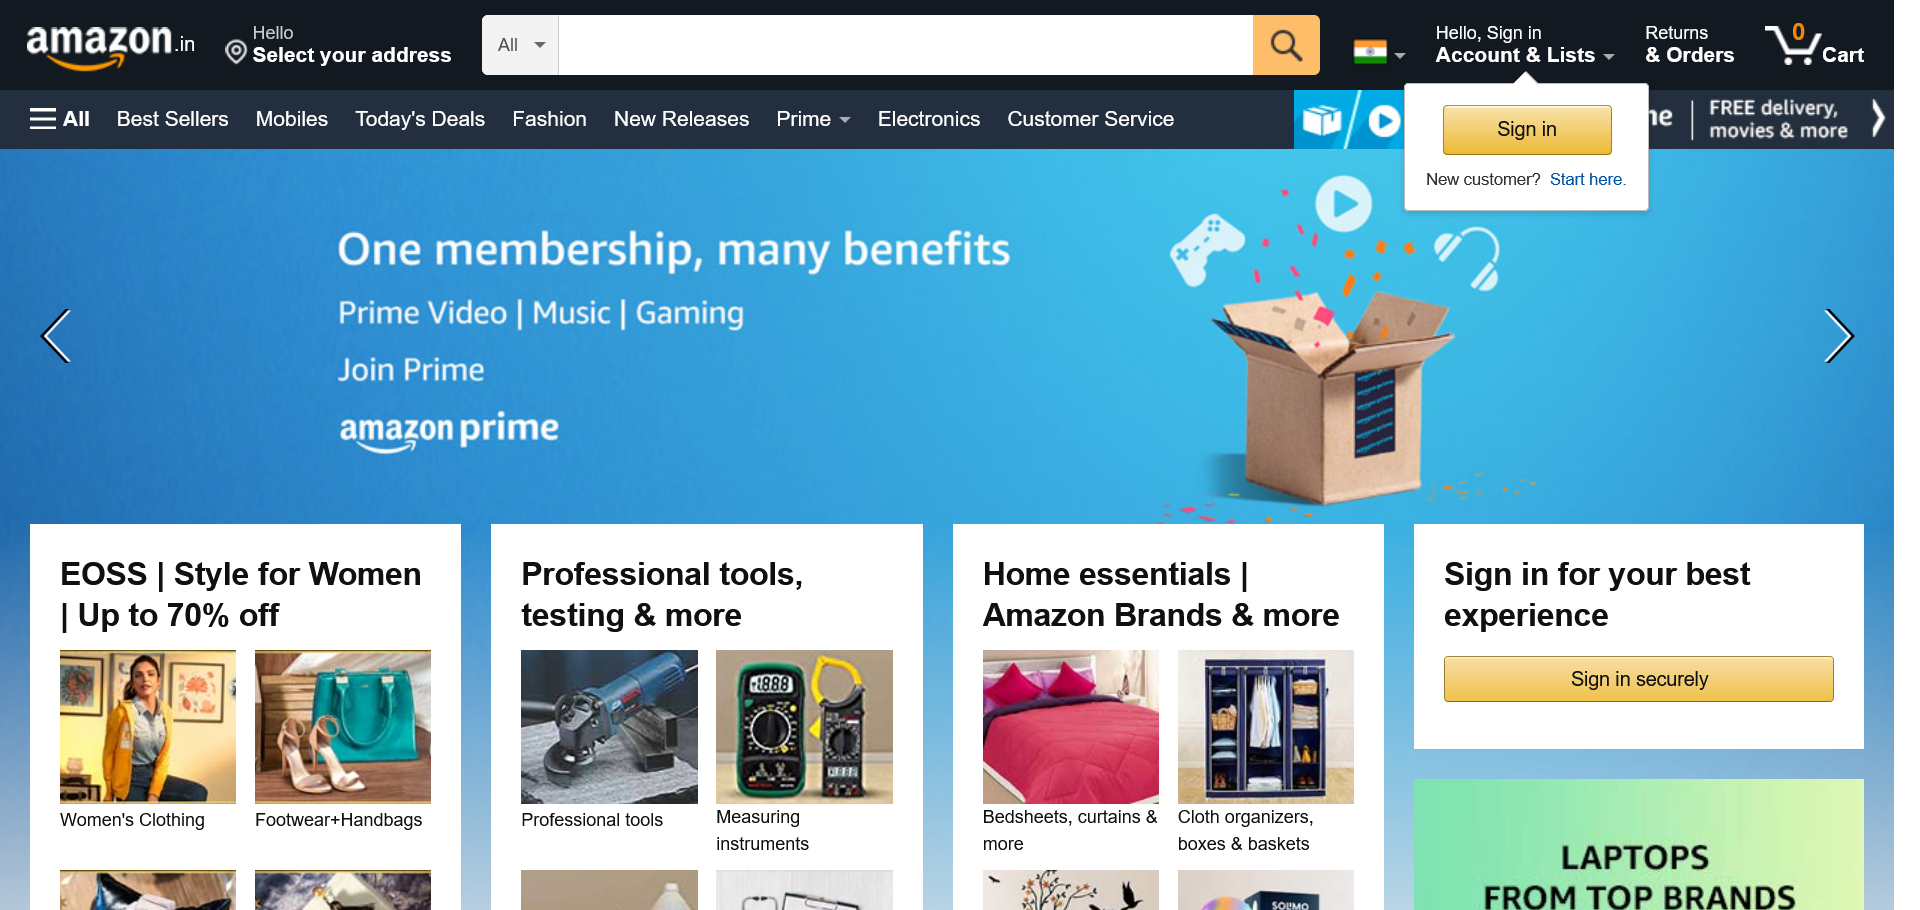 amazon.in
Hello
Select your address
All
Hello, Sign in
Account & Lists
Returns
& Orders
0
Cart
All
Best Sellers
Mobiles
Today's Deals
Fashion
New Releases
Prime
Electronics
Customer Service
FREE delivery,
movies & more
Sign in
New customer? Start here.
One membership, many benefits
Prime Video | Music | Gaming
Join Prime
amazon prime
EOSS | Style for Women
| Up to 70% off
Women's Clothing
Footwear+Handbags
Professional tools,
testing & more
Professional tools
Measuring
instruments
Home essentials |
Amazon Brands & more
Bedsheets, curtains &
more
Cloth organizers,
boxes & baskets
SOLIMO
Sign in for your best
experience
Sign in securely
LAPTOPS
FROM TOP BRANDS